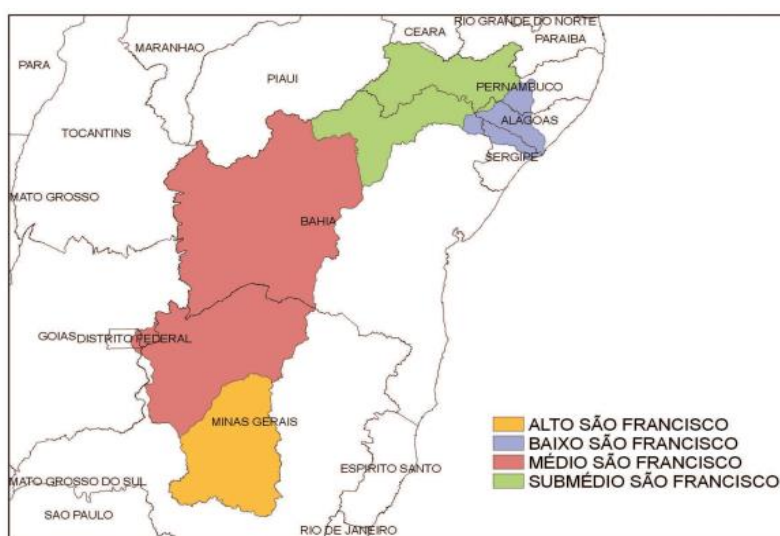 RIO GRANDE DO NORTE
CEARA
PARAIBA
MARANHAO
PARA
PIAUI
PERNAMBUCO
ALAGOAS
TOCANTINS
SERGIPE
MATO GROSSO
BAHIA
GOIAS
DISTRITO FEDERAL
MINAS GERAIS
ALTO SÃO FRANCISCO
BAIXO SÃO FRANCISCO
MÉDIO SÃO FRANCISCO
SUBMÉDIO SÃO FRANCISCO
ESPIRITO SANTO
MATO GROSSO DO SUL
SAO PAULO
RIO DE JANEIRO